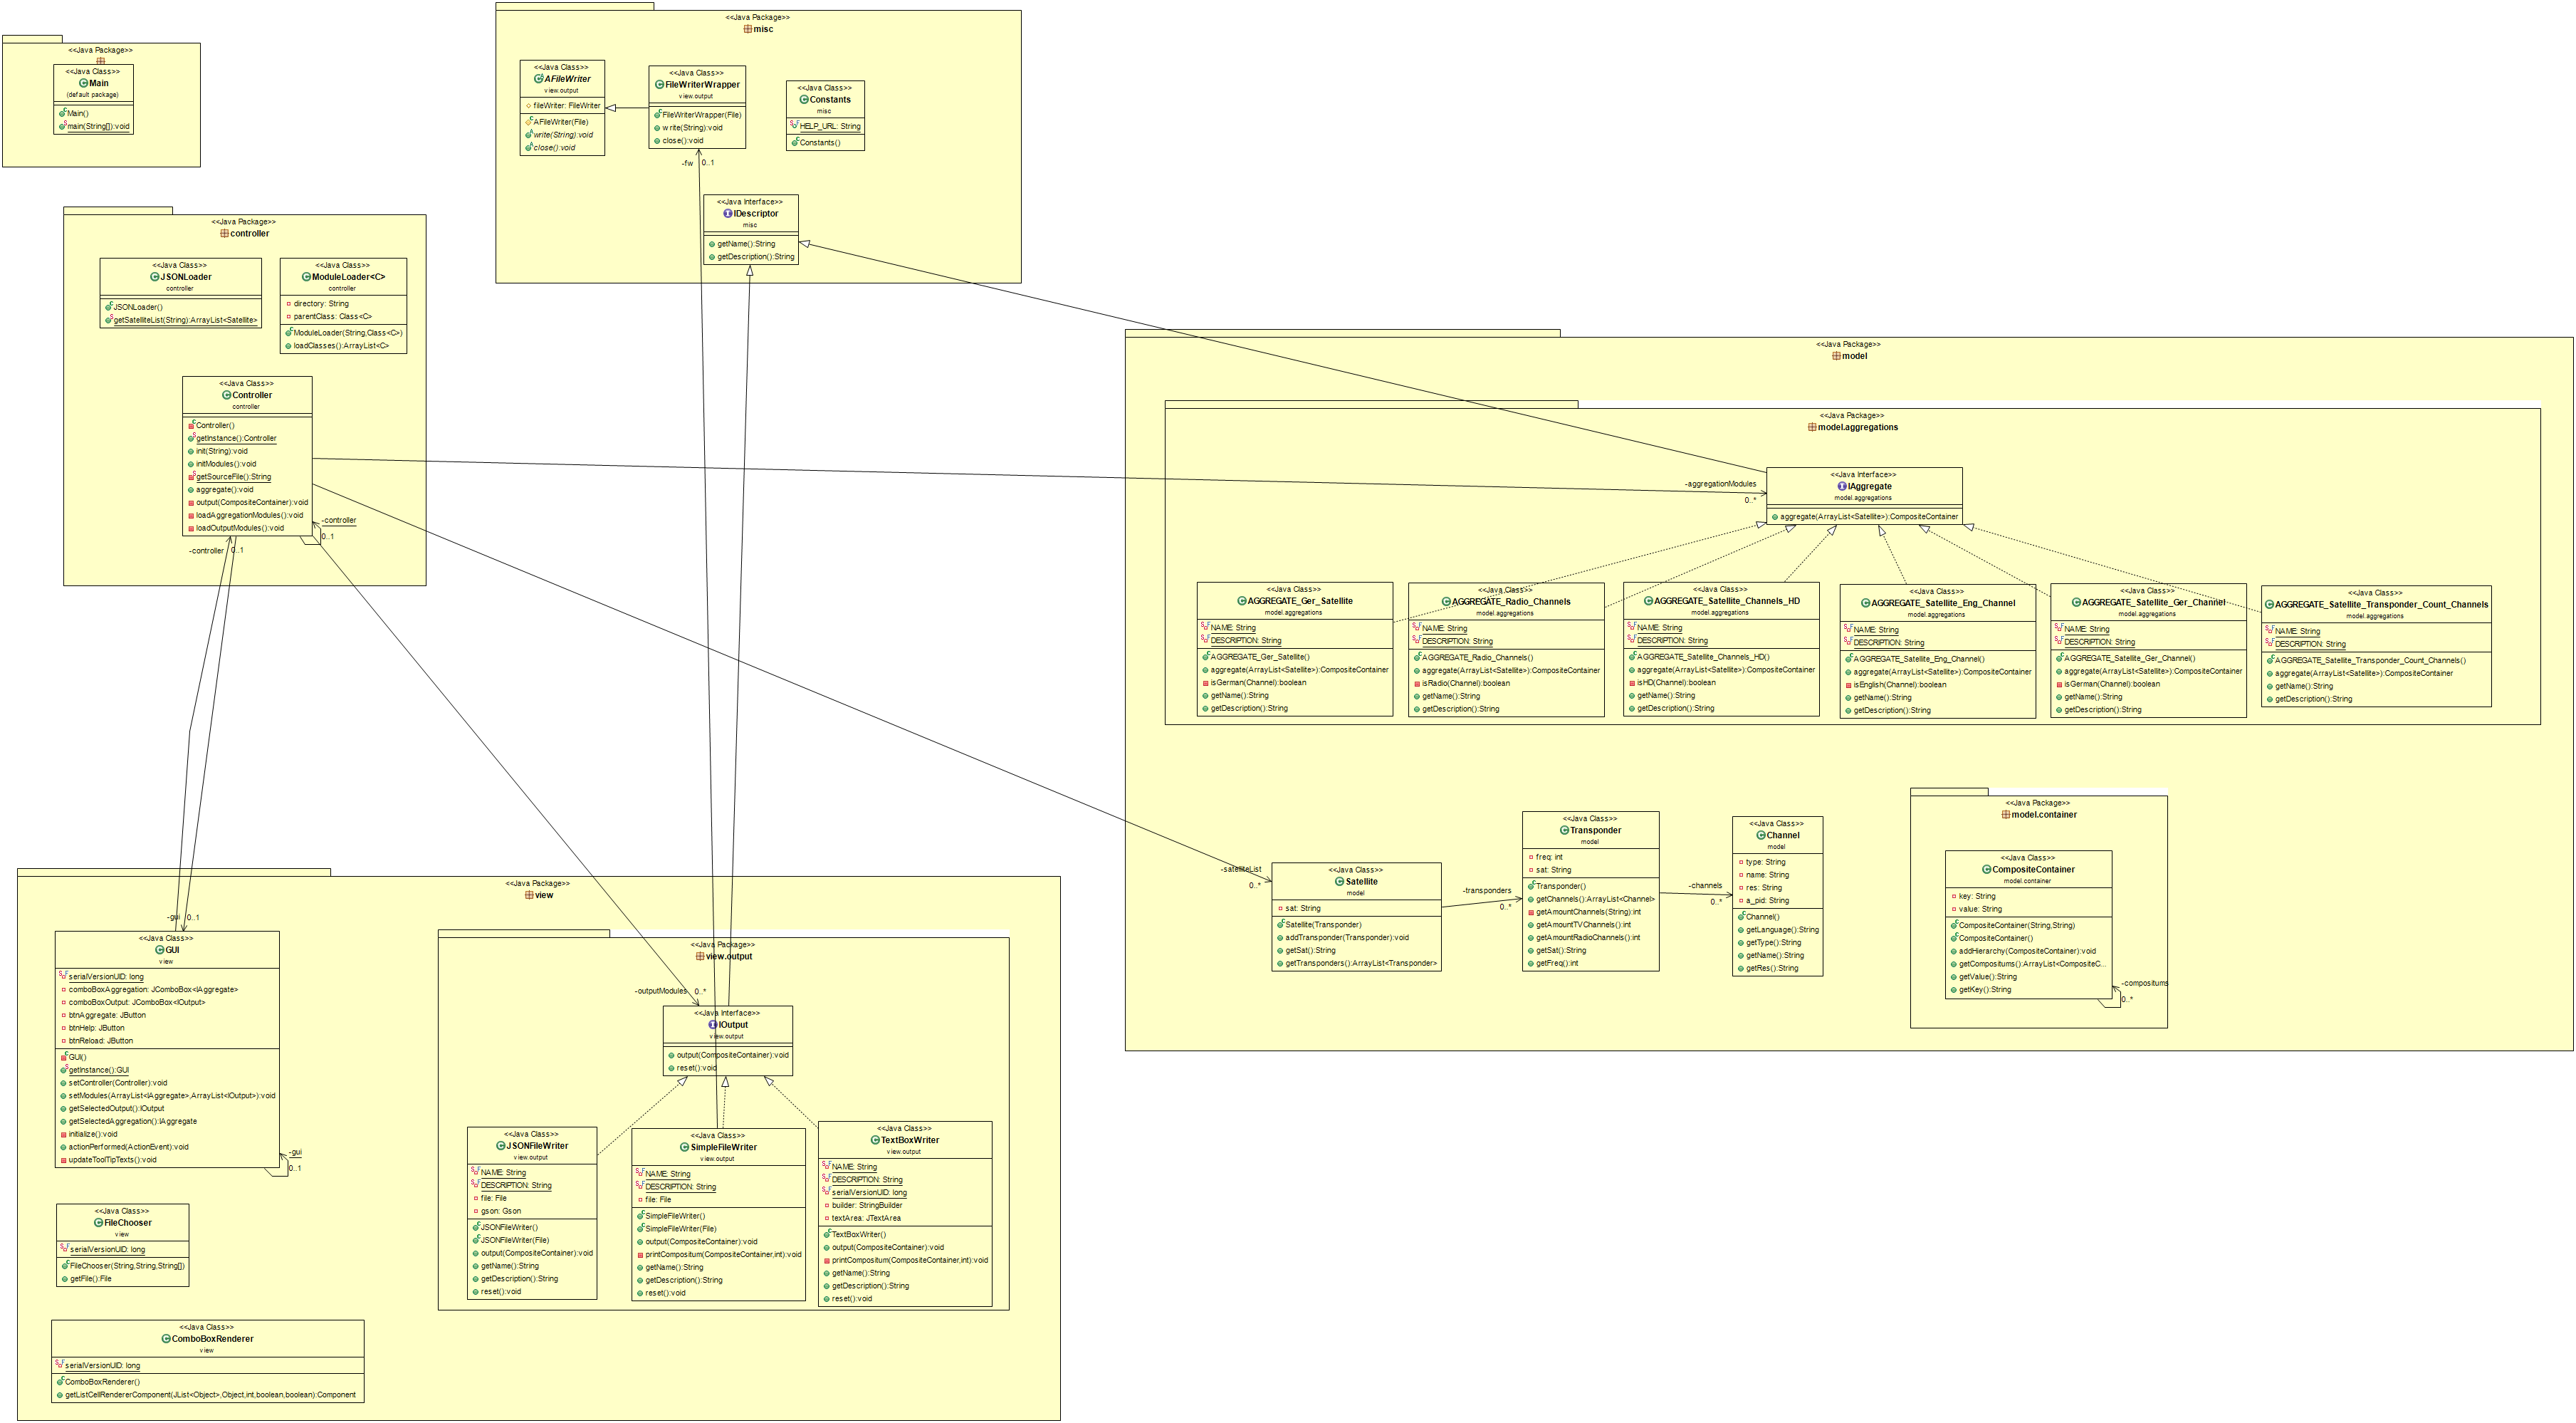 <<Java Package>>
<<Java Class>>
Main
(default package)
Main()
main(String[]):void
<<Java Package>>
misc
<<Java Class>>
AFileWriter
view.output
fileWriter: FileWriter
AFileWriter(File)
write(String):void
close():void
<<Java Class>>
FileWriterWrapper
view.output
FileWriterWrapper(File)
write(String):void
close():void
<<Java Class>>
Constants
misc
HELP_URL: String
Constants()
-fw
0..1
<<Java Interface>>
IDescriptor
misc
getName():String
getDescription():String
<<Java Package>>
controller
<<Java Class>>
JSONLoader
controller
JSONLoader()
getSatelliteList(String):ArrayList<Satellite>
<<Java Class>>
ModuleLoader<C>
controller
directory: String
parentClass: Class<C>
ModuleLoader(String,Class<C>)
loadClasses():ArrayList<C>
<<Java Class>>
Controller
controller
Controller()
getInstance():Controller
init(String):void
initModules():void
getSourceFile():String
aggregate():void
output(CompositeContainer):void
loadAggregationModules():void
loadOutputModules():void
-controller
0..1
-controller
0..1
<<Java Package>>
model
<<Java Package>>
model.aggregations
<<Java Interface>>
IAggregate
model.aggregations
aggregate(ArrayList<Satellite>):CompositeContainer
-aggregationModules
0..*
<<Java Class>>
AGGREGATE_Ger_Satellite
model.aggregations
NAME: String
DESCRIPTION: String
AGGREGATE_Ger_Satellite()
aggregate(ArrayList<Satellite>):CompositeContainer
isGerman(Channel):boolean
getName():String
getDescription():String
<<Java Class>>
AGGREGATE_Radio_Channels
model.aggregations
NAME: String
DESCRIPTION: String
AGGREGATE_Radio_Channels()
aggregate(ArrayList<Satellite>):CompositeContainer
isRadio(Channel):boolean
getName():String
getDescription():String
<<Java Class>>
AGGREGATE_Satellite_Channels_HD
model.aggregations
NAME: String
DESCRIPTION: String
AGGREGATE_Satellite_Channels_HD()
aggregate(ArrayList<Satellite>):CompositeContainer
isHD(Channel):boolean
getName():String
getDescription():String
<<Java Class>>
AGGREGATE_Satellite_Eng_Channel
model.aggregations
NAME: String
DESCRIPTION: String
AGGREGATE_Satellite_Eng_Channel()
aggregate(ArrayList<Satellite>):CompositeContainer
isEnglish(Channel):boolean
getName():String
getDescription():String
<<Java Class>>
AGGREGATE_Satellite_Ger_Channel
model.aggregations
NAME: String
DESCRIPTION: String
AGGREGATE_Satellite_Ger_Channel()
aggregate(ArrayList<Satellite>):CompositeContainer
isGerman(Channel):boolean
getName():String
getDescription():String
<<Java Class>>
AGGREGATE_Satellite_Transponder_Count_Channels
model.aggregations
NAME: String
DESCRIPTION: String
AGGREGATE_Satellite_Transponder_Count_Channels()
aggregate(ArrayList<Satellite>):CompositeContainer
getName():String
getDescription():String
-satelliteList
0..*
<<Java Class>>
Satellite
model
sat: String
Satellite(Transponder)
addTransponder(Transponder):void
getSat():String
getTransponders():ArrayList<Transponder>
-transponders
0..*
<<Java Class>>
Transponder
model
freq: int
sat: String
Transponder()
getChannels():ArrayList<Channel>
getAmountChannels(String):int
getAmountTVChannels():int
getAmountRadioChannels():int
getSat():String
getFreq():int
-channels
0..*
<<Java Class>>
Channel
model
type: String
name: String
res: String
a_pid: String
Channel()
getLanguage():String
getType():String
getName():String
getRes():String
<<Java Package>>
model.container
<<Java Class>>
CompositeContainer
model.container
key: String
value: String
CompositeContainer(String,String)
CompositeContainer()
addHierarchy(CompositeContainer):void
getCompositums():ArrayList<CompositeC...
getValue():String
getKey():String
-compositums
0..*
<<Java Package>>
view
-gui
0..1
<<Java Class>>
GUI
view
serialVersionUID: long
comboBoxAggregation: JComboBox<IAggregate>
comboBoxOutput: JComboBox<IOutput>
btnAggregate: JButton
btnHelp: JButton
btnReload: JButton
GUI()
getInstance():GUI
setController(Controller):void
setModules(ArrayList<IAggregate>,ArrayList<IOutput>):void
getSelectedOutput():IOutput
getSelectedAggregation():IAggregate
initialize():void
actionPerformed(ActionEvent):void
updateToolTipTexts():void
-gui
0..1
<<Java Class>>
FileChooser
view
serialVersionUID: long
FileChooser(String,String,String[])
getFile():File
<<Java Class>>
ComboBoxRenderer
view
serialVersionUID: long
ComboBoxRenderer()
getListCellRendererComponent(JList<Object>,Object,int,boolean,boolean):Component
<<Java Package>>
view.output
-outputModules
0..*
<<Java Interface>>
IOutput
view.output
output(CompositeContainer):void
reset():void
<<Java Class>>
JSONFileWriter
view.output
NAME: String
DESCRIPTION: String
file: File
gson: Gson
JSONFileWriter()
JSONFileWriter(File)
output(CompositeContainer):void
getName():String
getDescription():String
reset():void
<<Java Class>>
SimpleFileWriter
view.output
NAME: String
DESCRIPTION: String
file: File
SimpleFileWriter()
SimpleFileWriter(File)
output(CompositeContainer):void
printCompositum(CompositeContainer,int):void
getName():String
getDescription():String
reset():void
<<Java Class>>
TextBoxWriter
view.output
NAME: String
DESCRIPTION: String
serialVersionUID: long
builder: StringBuilder
textArea: JTextArea
TextBoxWriter()
output(CompositeContainer):void
printCompositum(CompositeContainer,int):void
getName():String
getDescription():String
reset():void